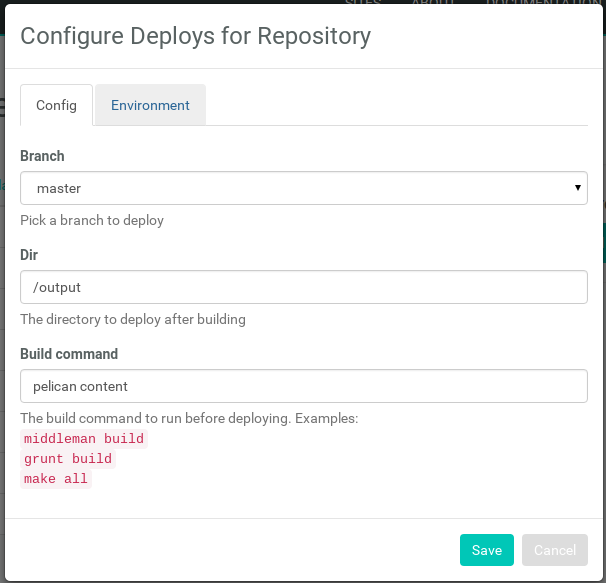 SITES ABOUT DOCUMENTATION
Configure Deploys for Repository
Config Environment
Branch
master
Pick a branch to deploy
Dir
/output
The directory to deploy after building
Build command
pelican content
The build command to run before deploying. Examples:
middleman build
grunt build
make all
Save Cancel